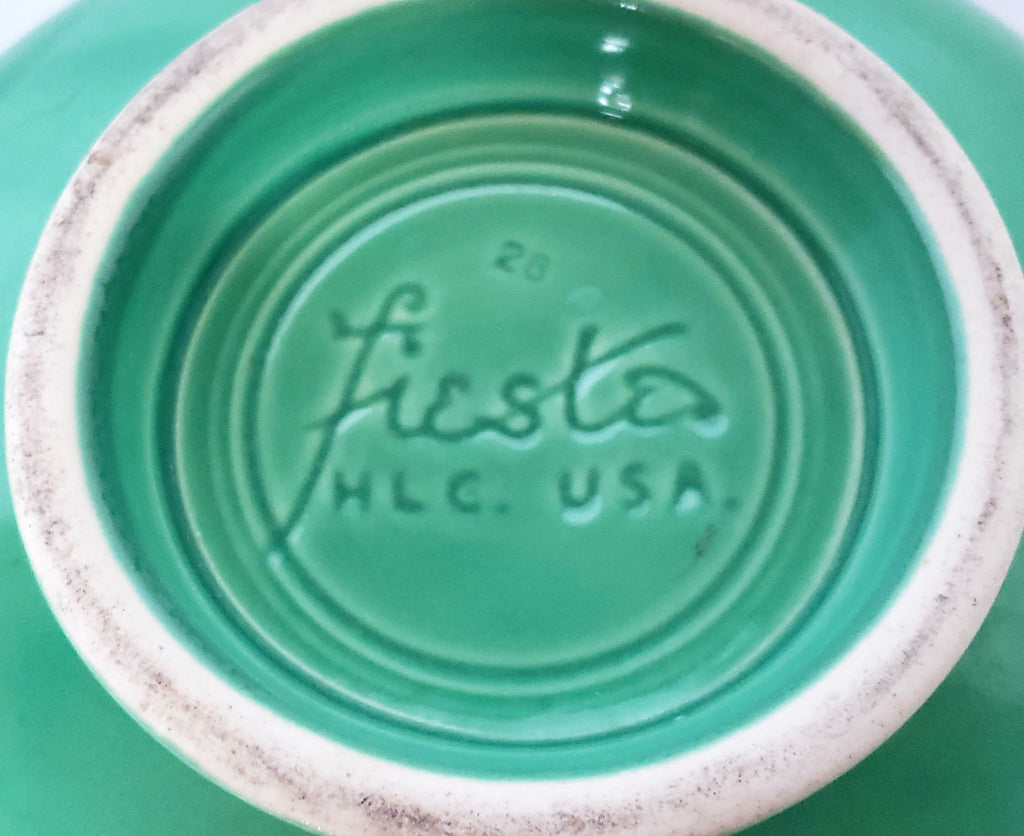 28
fiesta
HLC. USA.